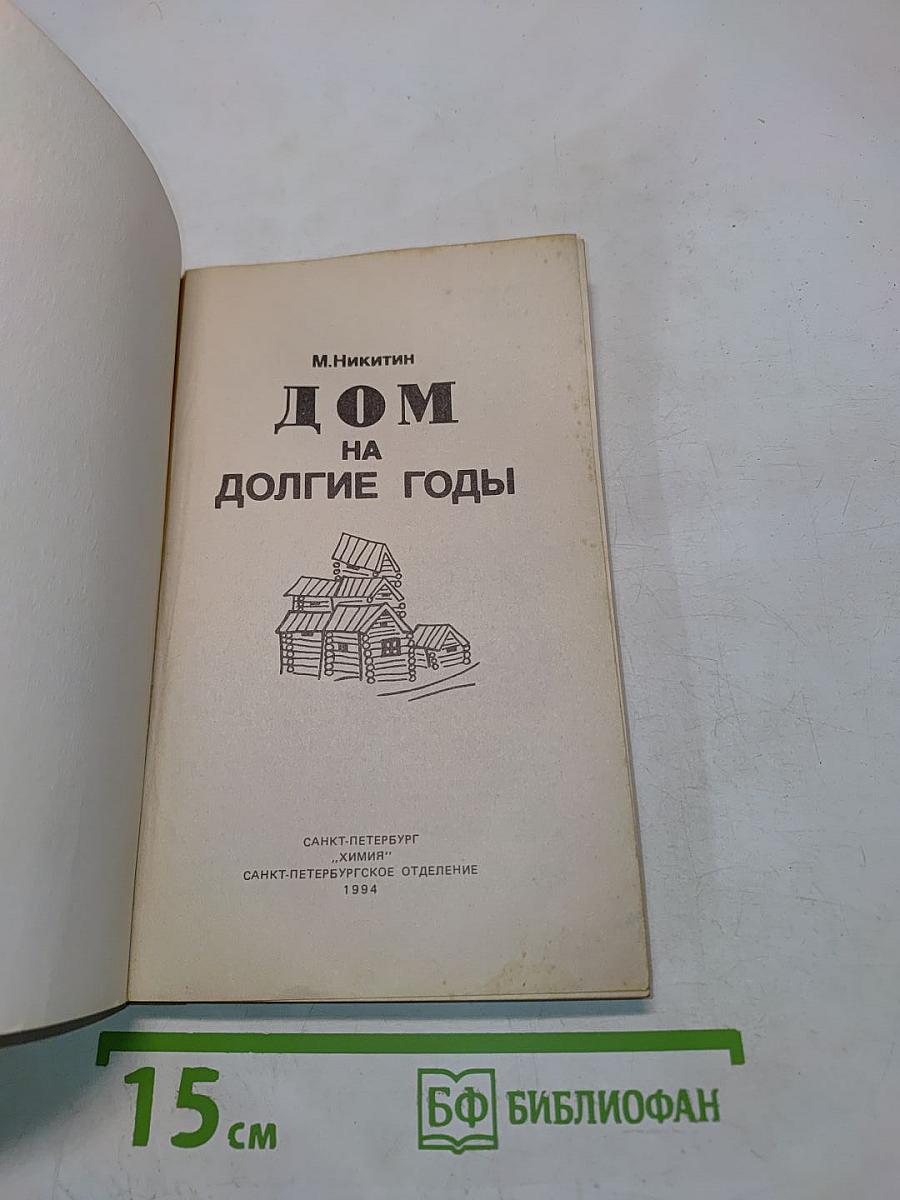 М.Никитин
ДОМ
НА
ДОЛГИЕ ГОДЫ
САНКТ-ПЕТЕРБУРГ
„ХИМИЯ"
САНКТ-ПЕТЕРБУРГСКОЕ ОТДЕЛЕНИЕ
1994
15 см
БФ БИБЛИОФАН